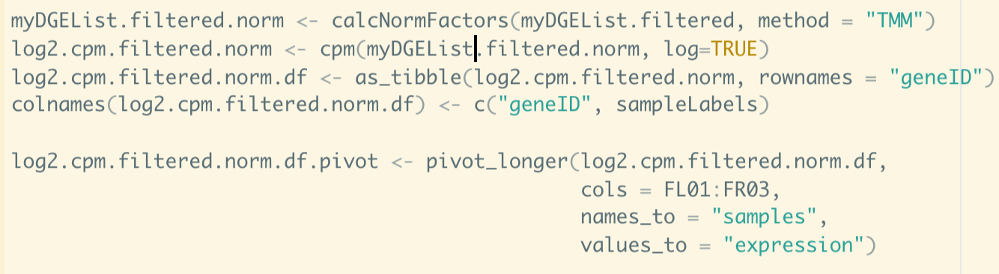 myDGEList.filtered.norm <- calcNormFactors(myDGEList.filtered, method = "TMM")
log2.cpm.filtered.norm <- cpm(myDGEList.filtered.norm, log=TRUE)
log2.cpm.filtered.norm.df <- as_tibble(log2.cpm.filtered.norm, rownames = "geneID")
colnames(log2.cpm.filtered.norm.df) <- c("geneID", sampleLabels)
log2.cpm.filtered.norm.df.pivot <- pivot_longer(log2.cpm.filtered.norm.df,
cols = FL01:FR03,
names_to = "samples",
values_to = "expression")